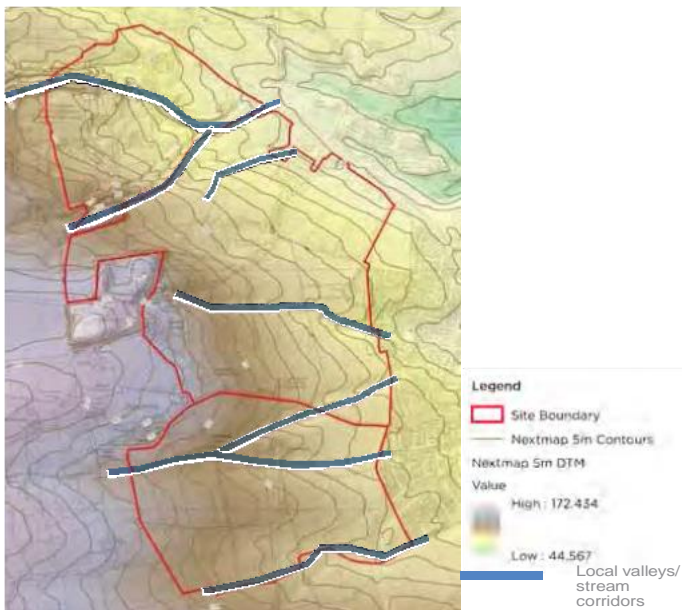 Legend
Site Boundary
Nextmap 5m Contours
Nextmap 5m DTM
Value
High : 172.434
Low : 44.567
Local valleys/
stream
corridors